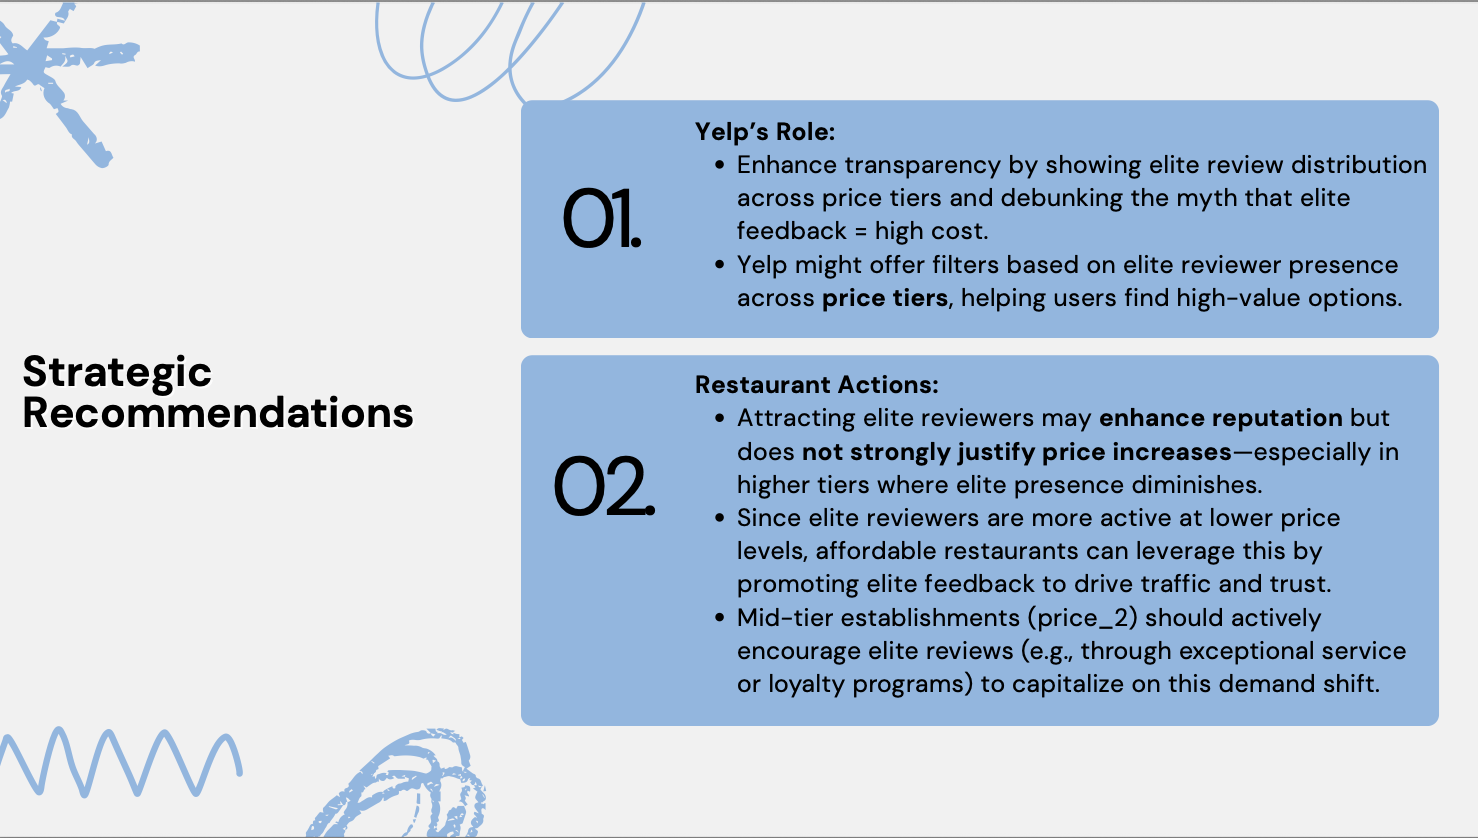 Strategic
Recommendations
01.
Yelp’s Role:
• Enhance transparency by showing elite review distribution
across price tiers and debunking the myth that elite
feedback = high cost.
• Yelp might offer filters based on elite reviewer presence
across price tiers, helping users find high-value options.
02.
Restaurant Actions:
• Attracting elite reviewers may enhance reputation but
does not strongly justify price increases—especially in
higher tiers where elite presence diminishes.
• Since elite reviewers are more active at lower price
levels, affordable restaurants can leverage this by
promoting elite feedback to drive traffic and trust.
• Mid-tier establishments (price_2) should actively
encourage elite reviews (e.g., through exceptional service
or loyalty programs) to capitalize on this demand shift.